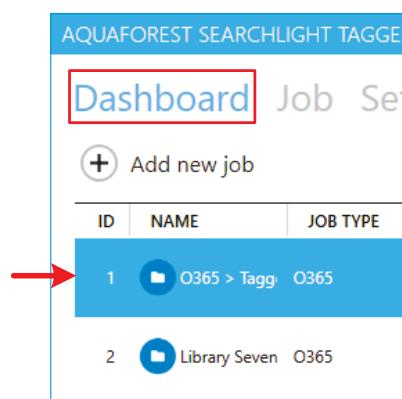 AQUAFOREST SEARCHLIGHT TAGGE
Dashboard Job Se
Add new job
ID NAME JOB TYPE
1 O365 > Tagg O365
2 Library Seven O365